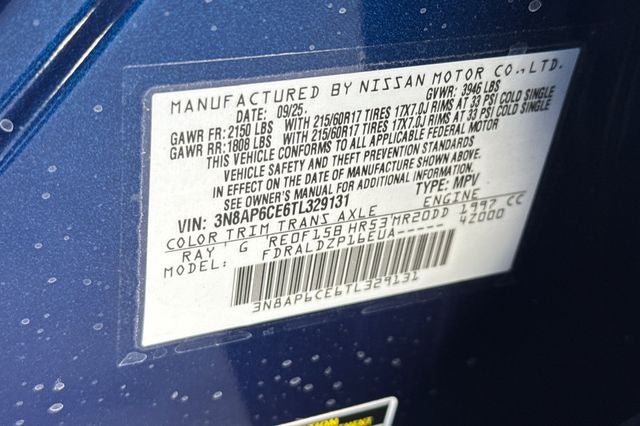 MANUFACTURED BY NISSAN MOTOR CO.,LTD.
DATE: 09/25. GVWR: 3946 LBS
GAWR FR: 2150 LBS WITH 215/60R17 TIRES 17X7.0J RIMS AT 33 PSI COLD SINGLE
GAWR RR: 1808 LBS WITH 215/60R17 TIRES 17X7.0J RIMS AT 33 PSI COLD SINGLE
THIS VEHICLE CONFORMS TO ALL APPLICABLE FEDERAL MOTOR
VEHICLE SAFETY AND THEFT PREVENTION STANDARDS
IN EFFECT ON THE DATE OF MANUFACTURE SHOWN ABOVE.
SEE OWNER'S MANUAL FOR ADDITIONAL INFORMATION.
VIN: 3N8AP6CE6TL329131 TYPE: MPV
COLOR TRIM TRANS AXLE ENGINE
RAY G RE0F15B HR53 MR20DD 1997 CC
MODEL: FDRALDZP16EUA----- 42000
3N8AP6CE6TL329131